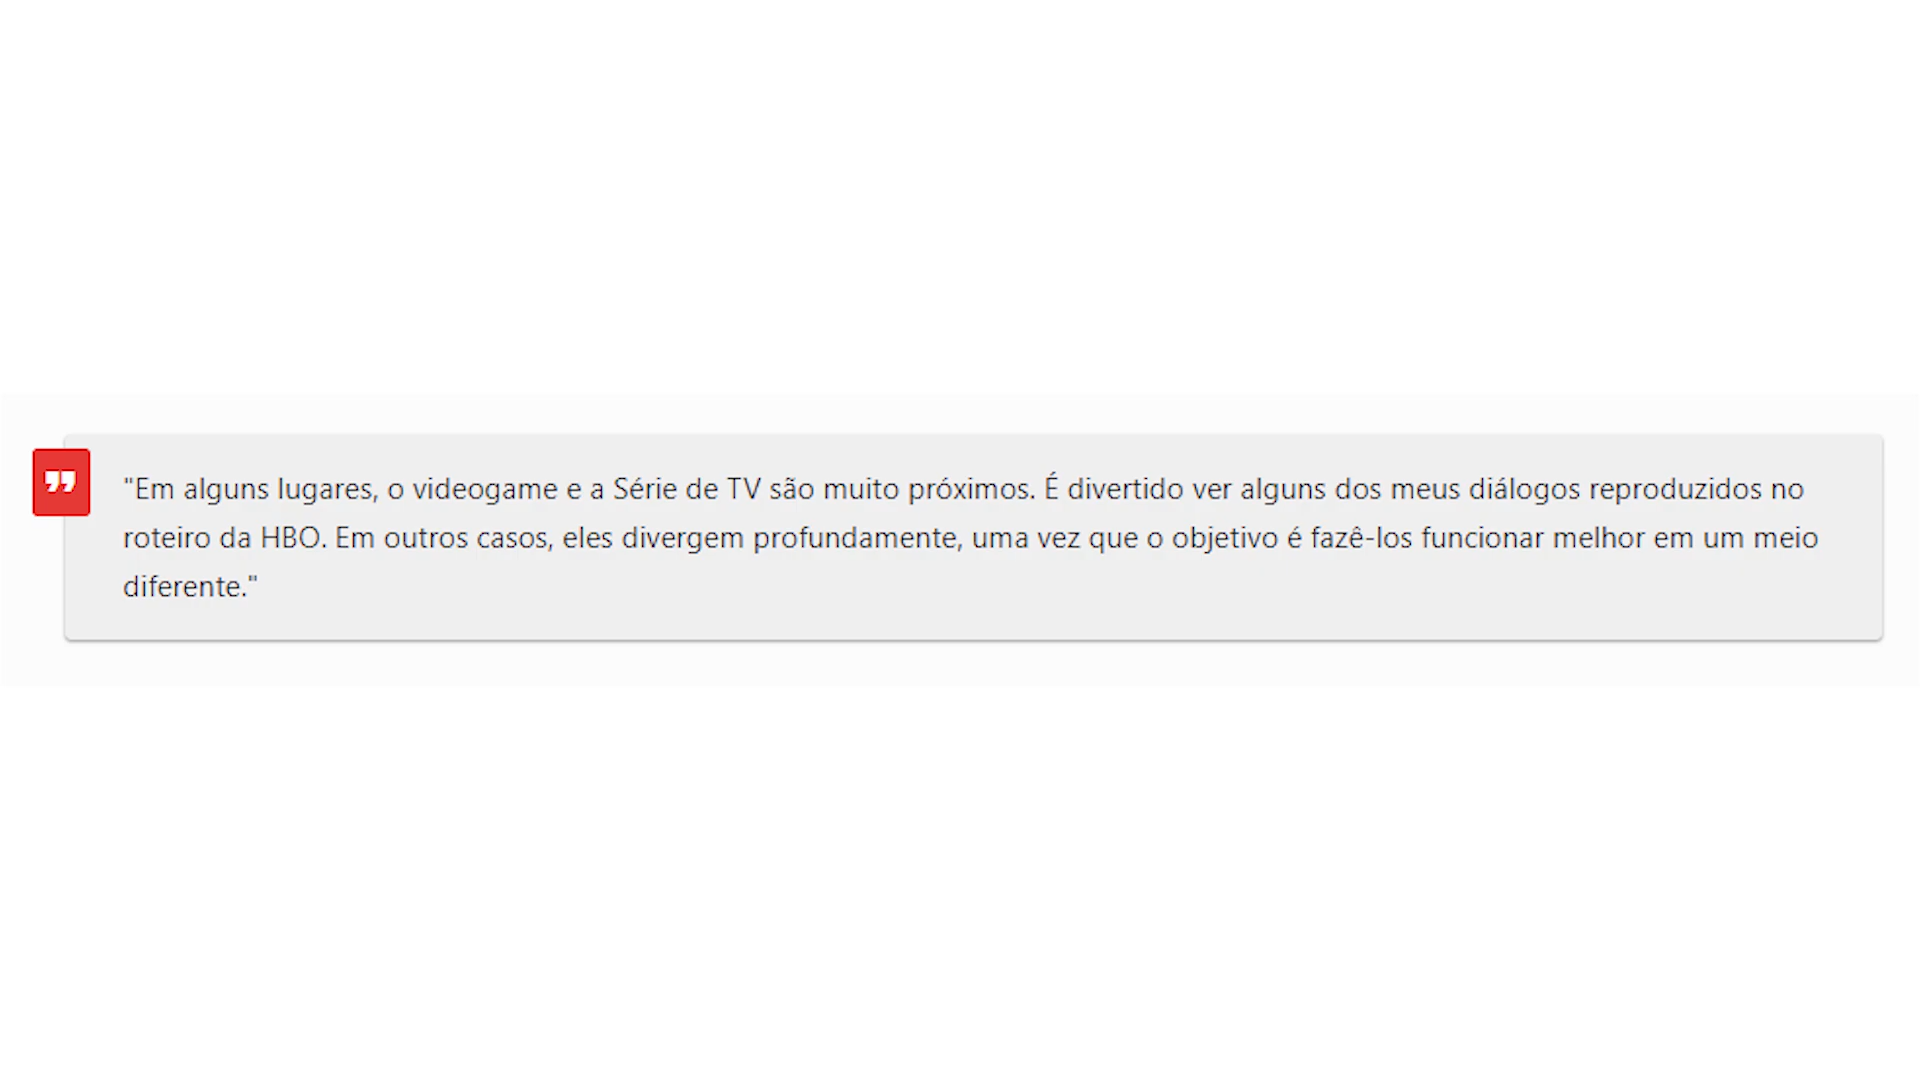 "Em alguns lugares, o videogame e a Série de TV são muito próximos. É divertido ver alguns dos meus diálogos reproduzidos no
roteiro da HBO. Em outros casos, eles divergem profundamente, uma vez que o objetivo é fazê-los funcionar melhor em um meio
diferente."